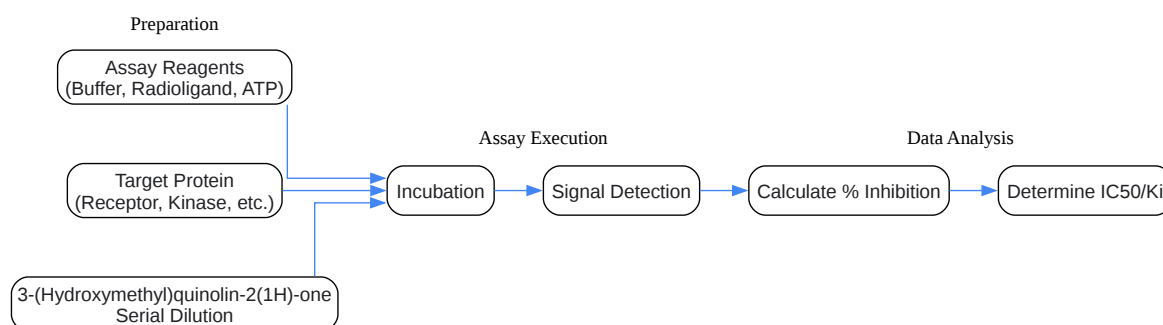 Preparation
Assay Reagents
(Buffer, Radioligand, ATP)
Assay Execution
Data Analysis
Target Protein
(Receptor, Kinase, etc.)
Incubation
Signal Detection
Calculate % Inhibition
Determine IC50/Ki
3-(Hydroxymethyl)quinolin-2(1H)-one
Serial Dilution